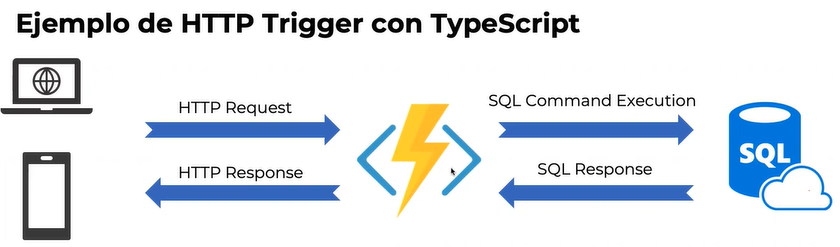 Ejemplo de HTTP Trigger con TypeScript
HTTP Request
SQL Command Execution
SQL
HTTP Response
SQL Response